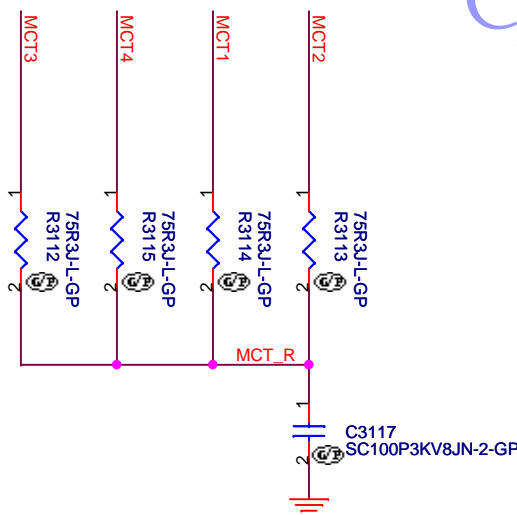 MCT3
MCT4
MCT1
MCT2
1
75R3J-L-GP
R3112
2
G/P
1
75R3J-L-GP
R3115
2
G/P
1
75R3J-L-GP
R3114
2
G/P
1
75R3J-L-GP
R3113
2
G/P
MCT_R
1
C3117
SC100P3KV8JN-2-GP
2
G/P